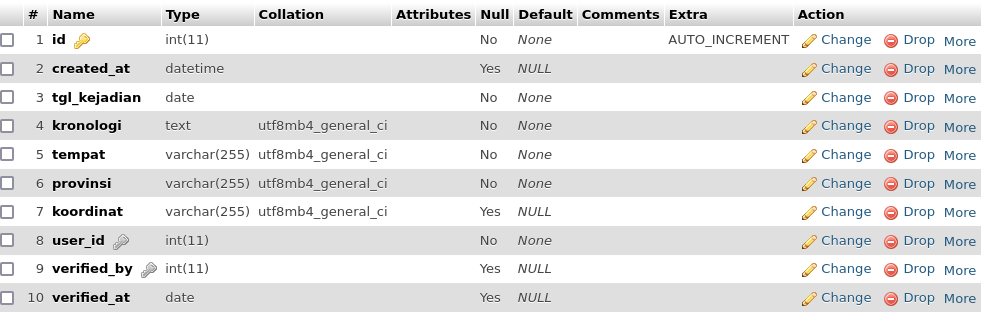 # Name Type Collation Attributes Null Default Comments Extra Action
1 id int(11) No None AUTO_INCREMENT Change Drop More
2 created_at datetime Yes NULL Change Drop More
3 tgl_kejadian date No None Change Drop More
4 kronologi text utf8mb4_general_ci No None Change Drop More
5 tempat varchar(255) utf8mb4_general_ci No None Change Drop More
6 provinsi varchar(255) utf8mb4_general_ci No None Change Drop More
7 koordinat varchar(255) utf8mb4_general_ci Yes NULL Change Drop More
8 user_id int(11) No None Change Drop More
9 verified_by int(11) Yes NULL Change Drop More
10 verified_at date Yes NULL Change Drop More